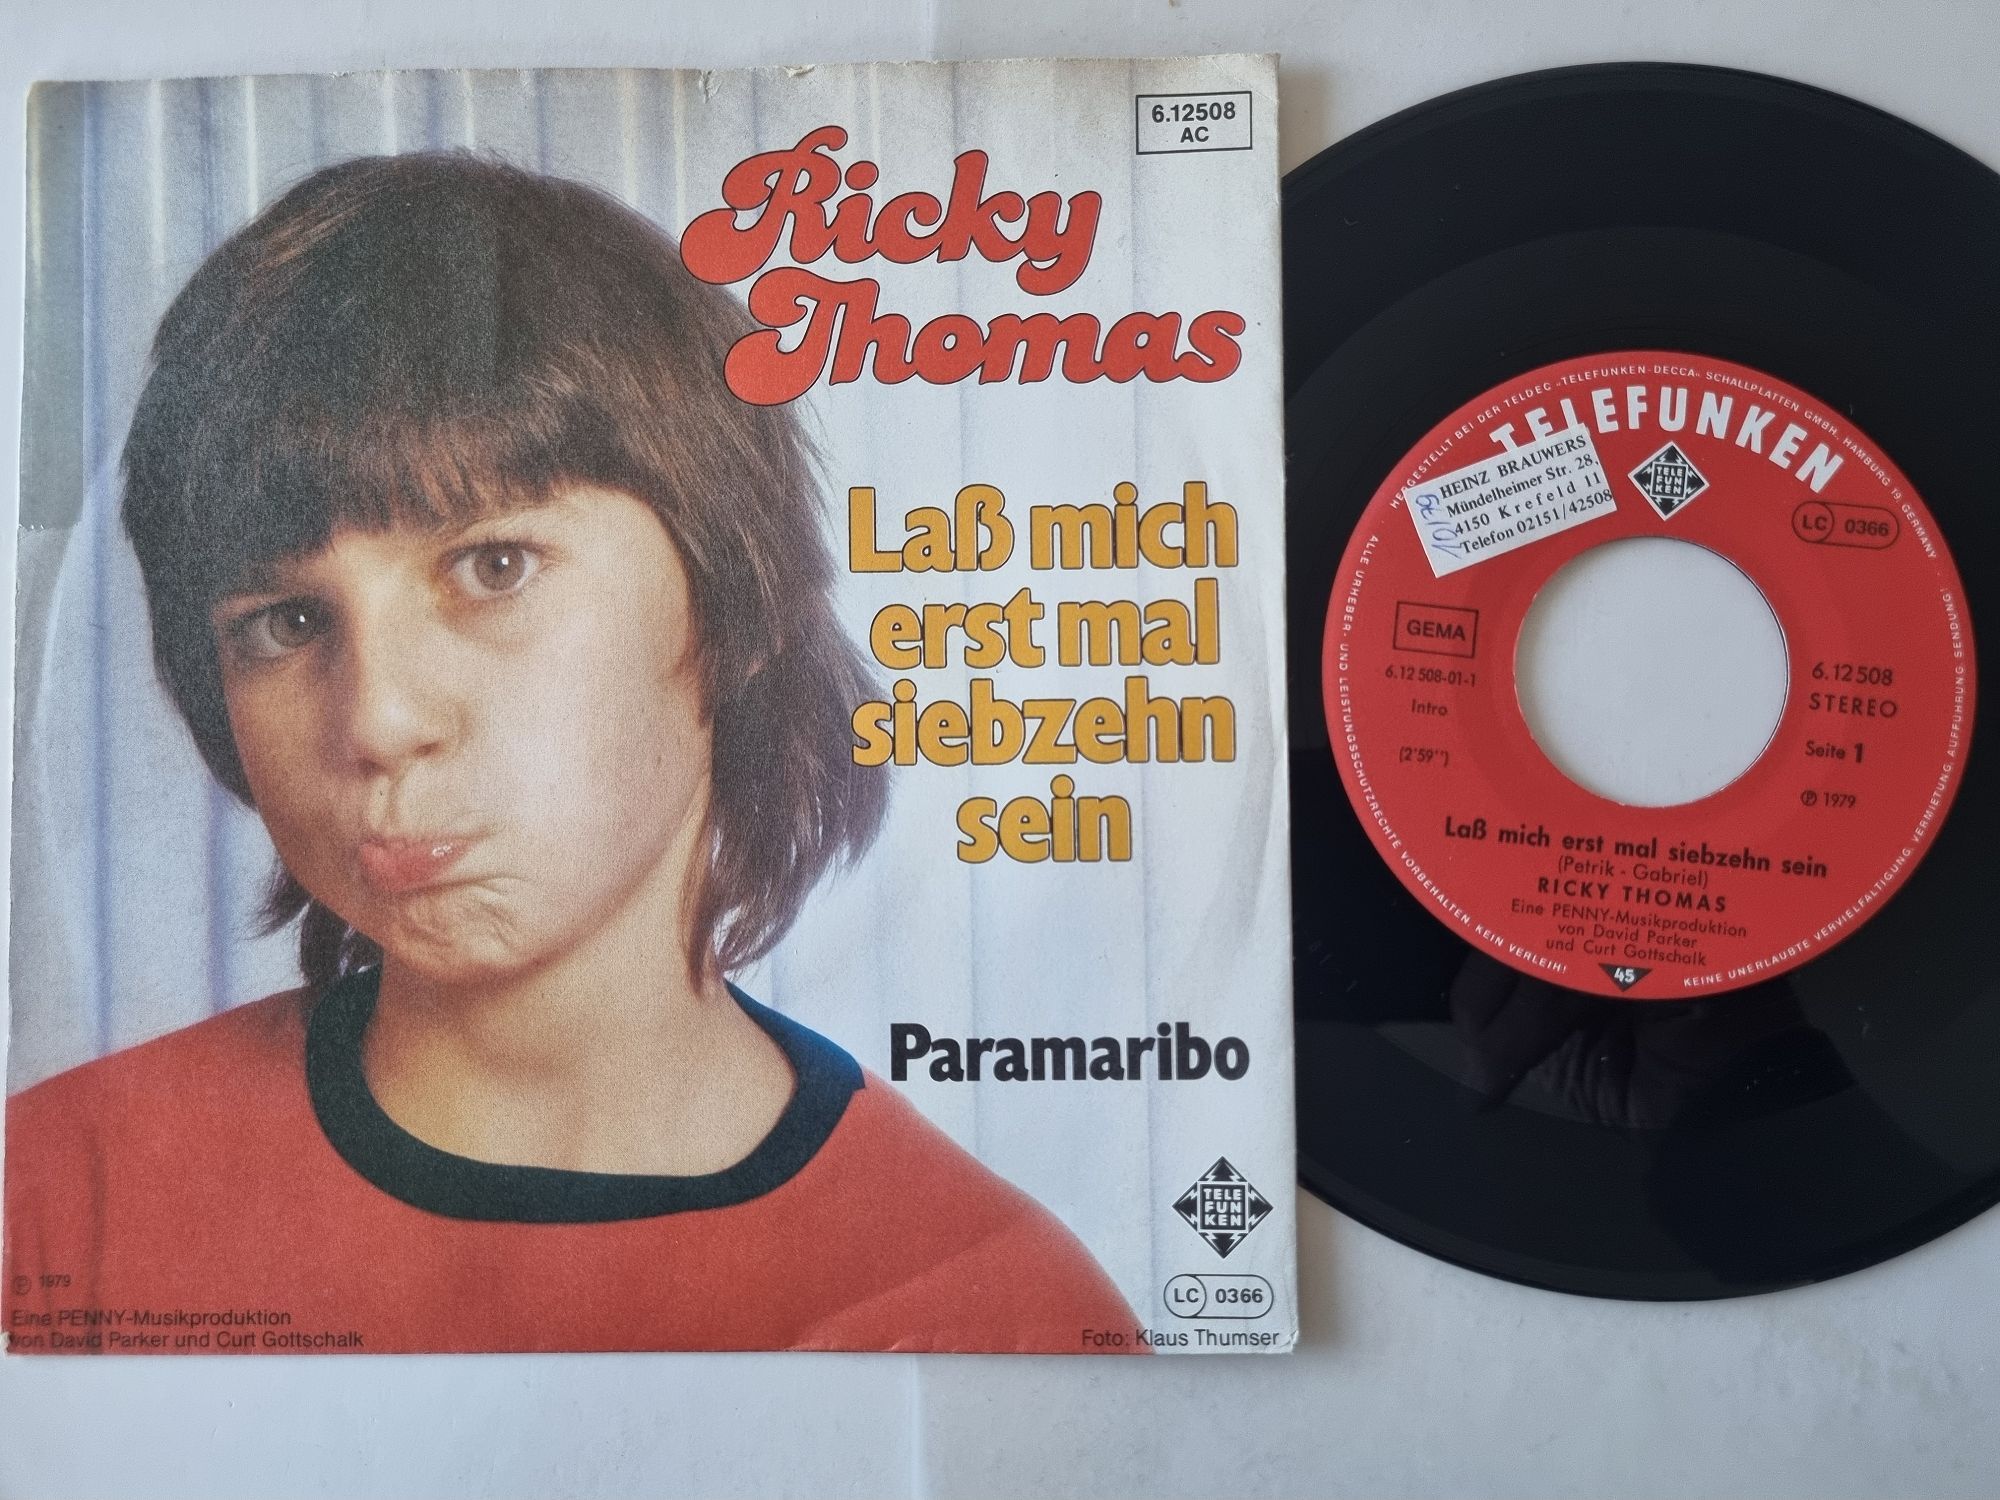 6.12508
AC
Ricky
Thomas
Laß mich
erst mal
siebzehn
sein
Paramaribo
TELE
FUN
KEN
LC 0366
℗ 1979
Eine PENNY-Musikproduktion
von David Parker und Curt Gottschalk
Foto: Klaus Thumser
HERGESTELLT BEI DER TELDEC »TELEFUNKEN-DECCA« SCHALLPLATTEN GMBH, HAMBURG 19, GERMANY
TELEFUNKEN
TELE
FUN
KEN
HEINZ BRAUWERS
Mündelheimer Str. 28,
4150 Krefeld 11
Telefon 02151/42508
LC 0366
GEMA
6.12 508-01-1
Intro
(2'59'')
6.12 508
STEREO
Seite 1
℗ 1979
Laß mich erst mal siebzehn sein
(Petrik - Gabriel)
RICKY THOMAS
Eine PENNY-Musikproduktion
von David Parker
und Curt Gottschalk
45
ALLE URHEBER- UND LEISTUNGSSCHUTZRECHTE VORBEHALTEN. KEIN VERLEIH!
KEINE UNERLAUBTE VERVIELFÄLTIGUNG, VERMIETUNG, AUFFÜHRUNG, SENDUNG!